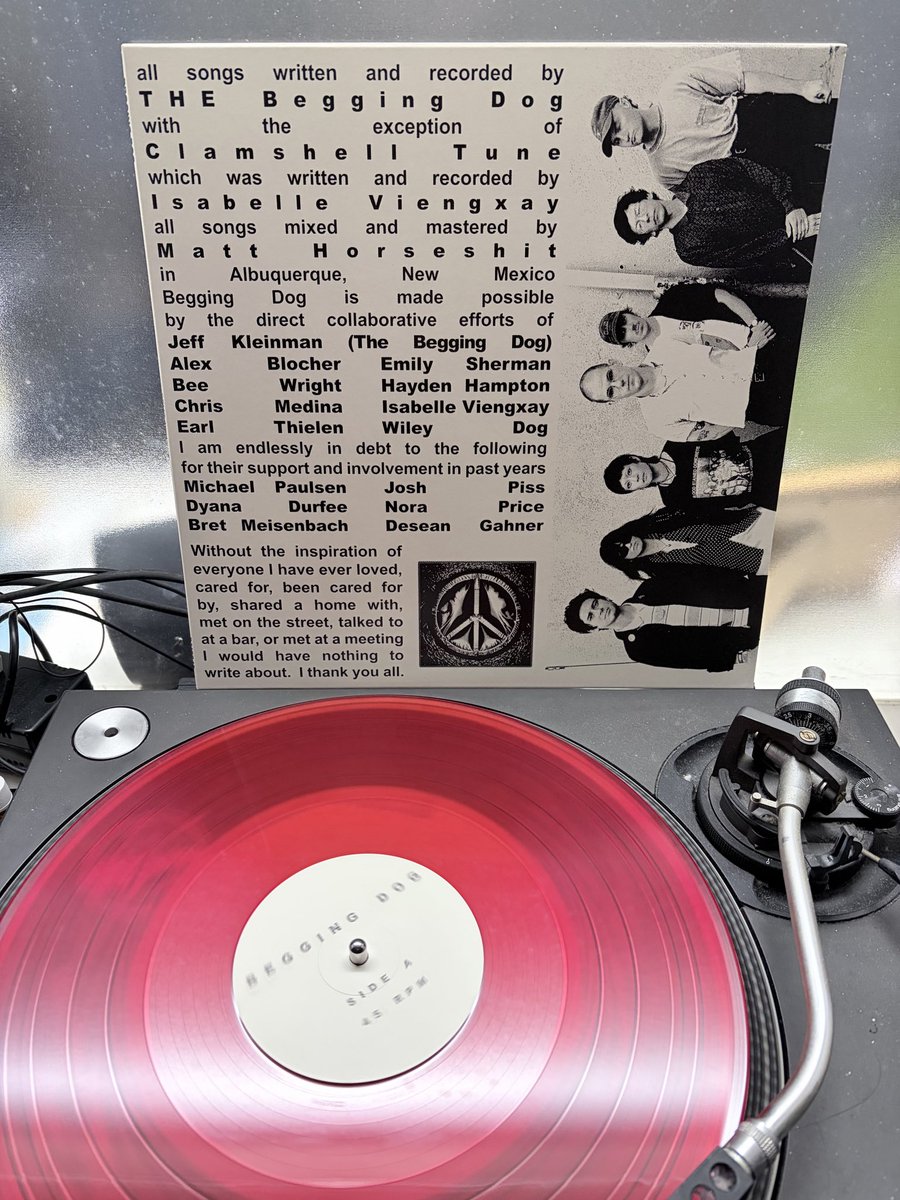 all songs written and recorded by
THE Begging Dog
with the exception of
Clamshell Tune
which was written and recorded by
Isabelle Viengxay
all songs mixed and mastered by
Matt Horseshit
in Albuquerque, New Mexico
Begging Dog is made possible
by the direct collaborative efforts of
Jeff Kleinman (The Begging Dog)
Alex Blocher Emily Sherman
Bee Wright Hayden Hampton
Chris Medina Isabelle Viengxay
Earl Thielen Wiley Dog
I am endlessly in debt to the following
for their support and involvement in past years
Michael Paulsen Josh Piss
Dyana Durfee Nora Price
Bret Meisenbach Desean Gahner
Without the inspiration of
everyone I have ever loved,
cared for, been cared for
by, shared a home with,
met on the street, talked to
at a bar, or met at a meeting
I would have nothing to
write about. I thank you all.
BEGGING DOG
SIDE A
45 RPM